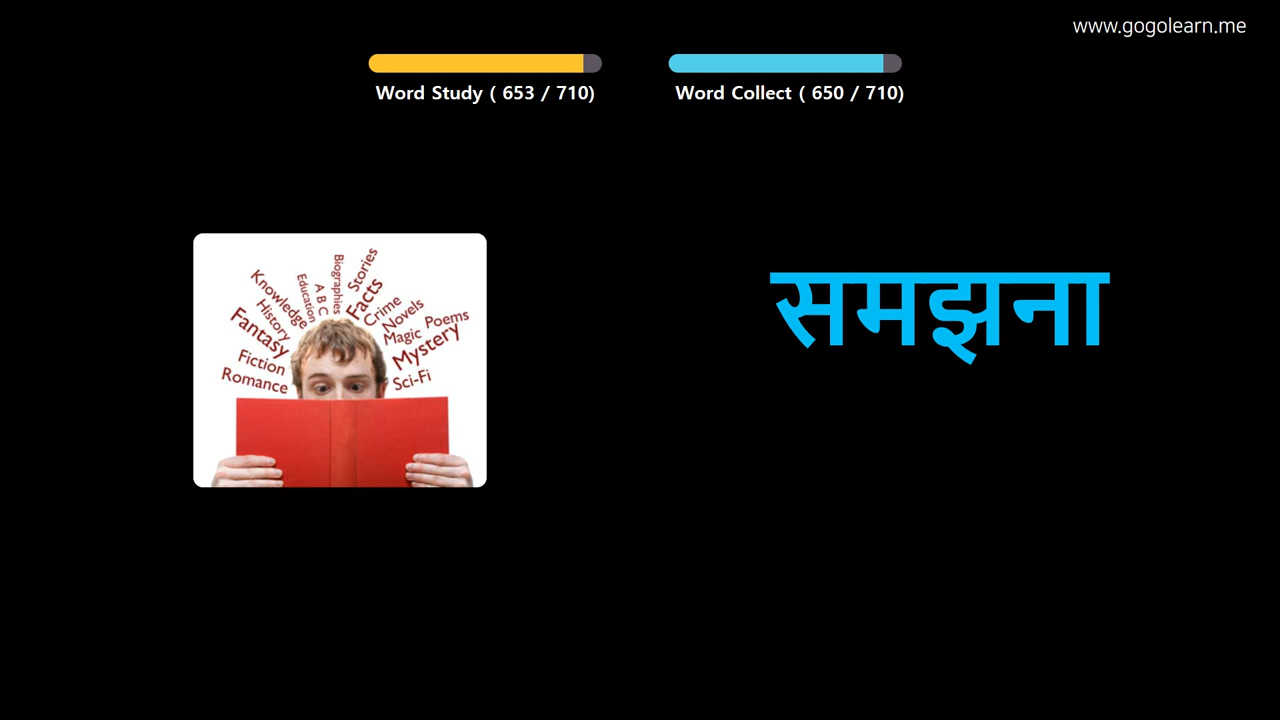 www.gogolearn.me
Word Study ( 653 / 710)
Word Collect ( 650 / 710)
समझना
Knowledge
History
Fantasy
Fiction
Romance
Education
A B C
Biographies
Stories
Facts
Crime
Novels
Magic
Poems
Mystery
Sci-Fi